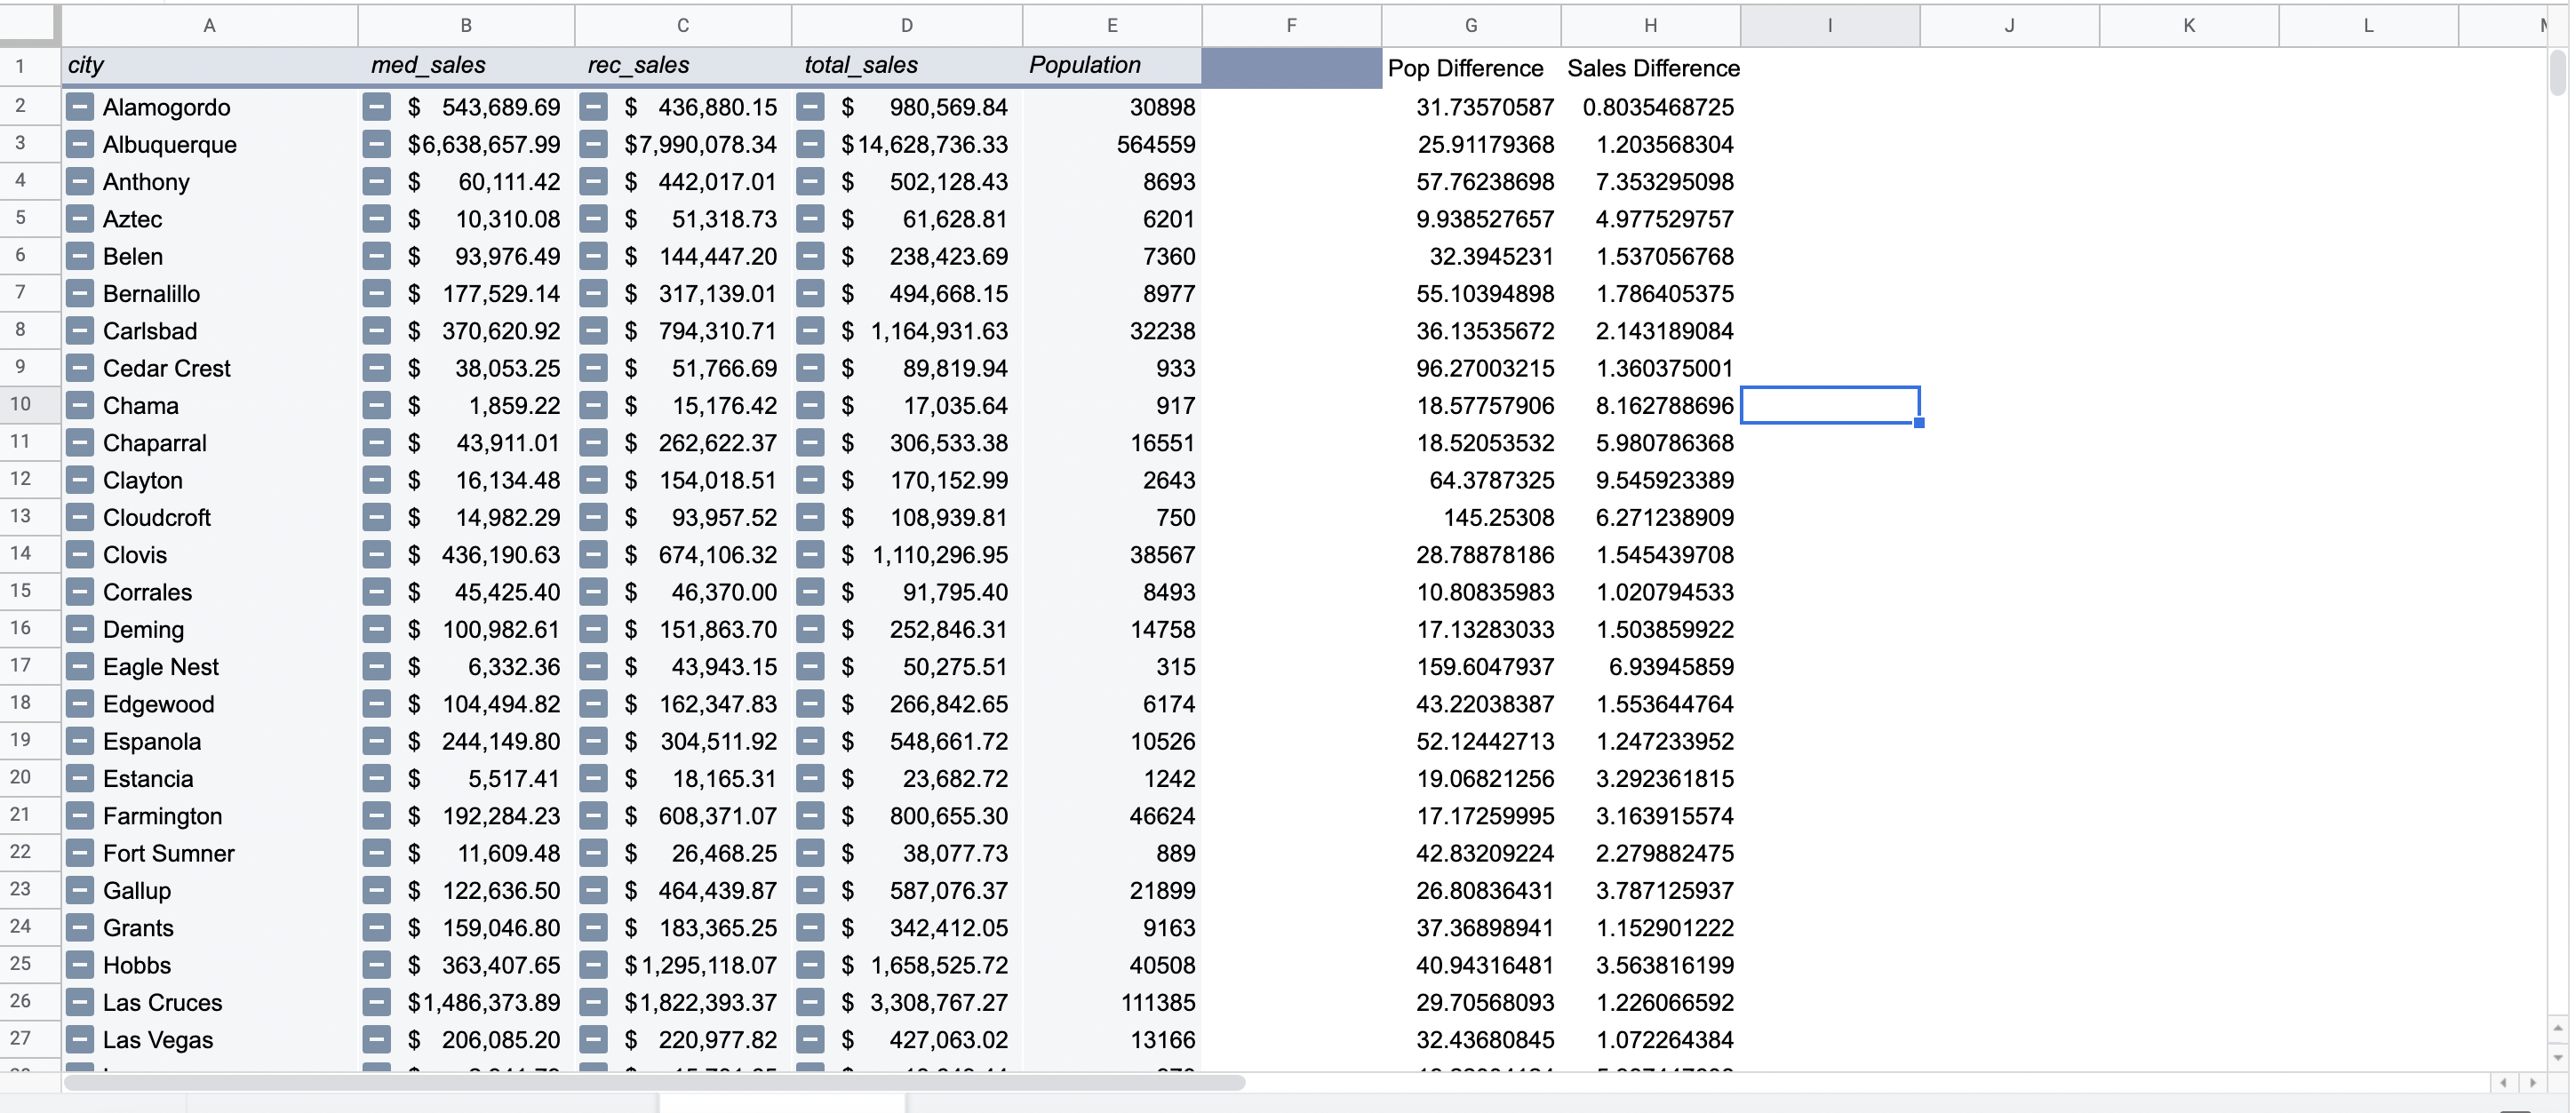 A B C D E F G H I J K L
1 city med_sales rec_sales total_sales Population Pop Difference Sales Difference
2 Alamogordo $ 543,689.69 $ 436,880.15 $ 980,569.84 30898 31.73570587 0.8035468725
3 Albuquerque $6,638,657.99 $7,990,078.34 $14,628,736.33 564559 25.91179368 1.203568304
4 Anthony $ 60,111.42 $ 442,017.01 $ 502,128.43 8693 57.76238698 7.353295098
5 Aztec $ 10,310.08 $ 51,318.73 $ 61,628.81 6201 9.938527657 4.977529757
6 Belen $ 93,976.49 $ 144,447.20 $ 238,423.69 7360 32.3945231 1.537056768
7 Bernalillo $ 177,529.14 $ 317,139.01 $ 494,668.15 8977 55.10394898 1.786405375
8 Carlsbad $ 370,620.92 $ 794,310.71 $ 1,164,931.63 32238 36.13535672 2.143189084
9 Cedar Crest $ 38,053.25 $ 51,766.69 $ 89,819.94 933 96.27003215 1.360375001
10 Chama $ 1,859.22 $ 15,176.42 $ 17,035.64 917 18.57757906 8.162788696
11 Chaparral $ 43,911.01 $ 262,622.37 $ 306,533.38 16551 18.52053532 5.980786368
12 Clayton $ 16,134.48 $ 154,018.51 $ 170,152.99 2643 64.3787325 9.545923389
13 Cloudcroft $ 14,982.29 $ 93,957.52 $ 108,939.81 750 145.25308 6.271238909
14 Clovis $ 436,190.63 $ 674,106.32 $ 1,110,296.95 38567 28.78878186 1.545439708
15 Corrales $ 45,425.40 $ 46,370.00 $ 91,795.40 8493 10.80835983 1.020794533
16 Deming $ 100,982.61 $ 151,863.70 $ 252,846.31 14758 17.13283033 1.503859922
17 Eagle Nest $ 6,332.36 $ 43,943.15 $ 50,275.51 315 159.6047937 6.93945859
18 Edgewood $ 104,494.82 $ 162,347.83 $ 266,842.65 6174 43.22038387 1.553644764
19 Espanola $ 244,149.80 $ 304,511.92 $ 548,661.72 10526 52.12442713 1.247233952
20 Estancia $ 5,517.41 $ 18,165.31 $ 23,682.72 1242 19.06821256 3.292361815
21 Farmington $ 192,284.23 $ 608,371.07 $ 800,655.30 46624 17.17259995 3.163915574
22 Fort Sumner $ 11,609.48 $ 26,468.25 $ 38,077.73 889 42.83209224 2.279882475
23 Gallup $ 122,636.50 $ 464,439.87 $ 587,076.37 21899 26.80836431 3.787125937
24 Grants $ 159,046.80 $ 183,365.25 $ 342,412.05 9163 37.36898941 1.152901222
25 Hobbs $ 363,407.65 $1,295,118.07 $ 1,658,525.72 40508 40.94316481 3.563816199
26 Las Cruces $1,486,373.89 $1,822,393.37 $ 3,308,767.27 111385 29.70568093 1.226066592
27 Las Vegas $ 206,085.20 $ 220,977.82 $ 427,063.02 13166 32.43680845 1.072264384